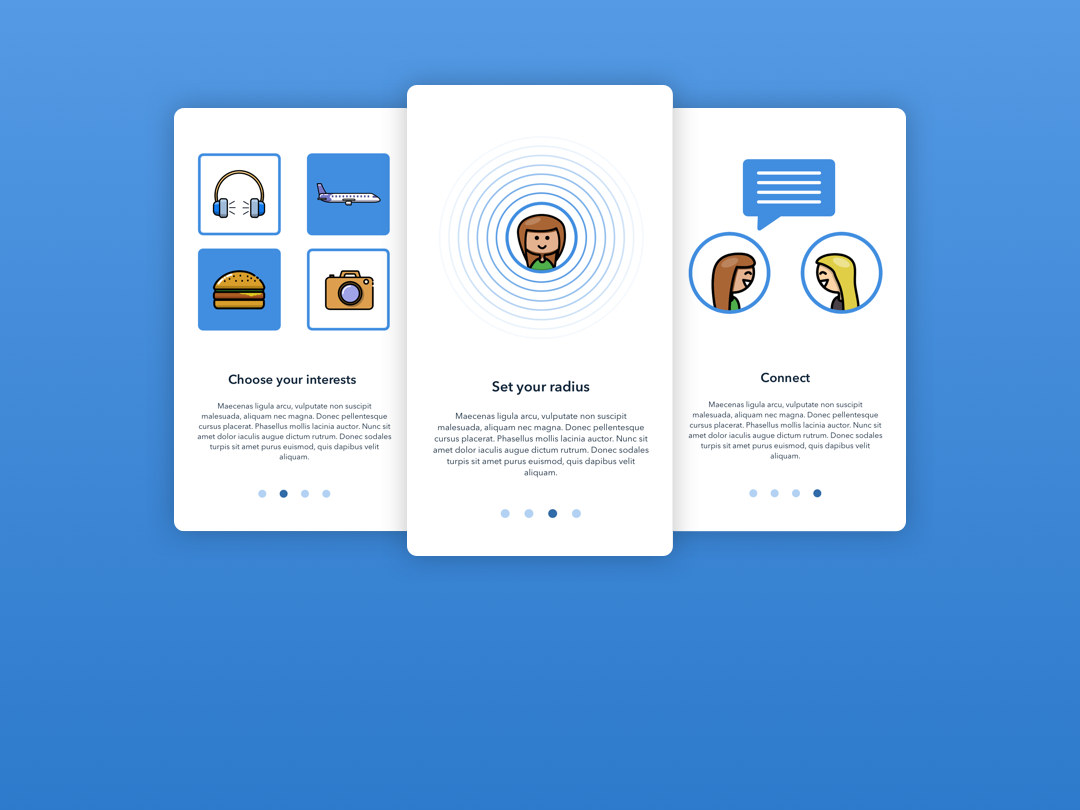 Choose your interests
Maecenas ligula arcu, vulputate non suscipit
malesuada, aliquam nec magna. Donec pellentesque
cursus placerat. Phasellus mollis lacinia auctor. Nunc sit
amet dolor iaculis augue dictum rutrum. Donec sodales
turpis sit amet purus euismod, quis dapibus velit
aliquam.
Set your radius
Maecenas ligula arcu, vulputate non suscipit
malesuada, aliquam nec magna. Donec pellentesque
cursus placerat. Phasellus mollis lacinia auctor. Nunc sit
amet dolor iaculis augue dictum rutrum. Donec sodales
turpis sit amet purus euismod, quis dapibus velit
aliquam.
Connect
Maecenas ligula arcu, vulputate non suscipit
malesuada, aliquam nec magna. Donec pellentesque
cursus placerat. Phasellus mollis lacinia auctor. Nunc sit
amet dolor iaculis augue dictum rutrum. Donec sodales
turpis sit amet purus euismod, quis dapibus velit
aliquam.